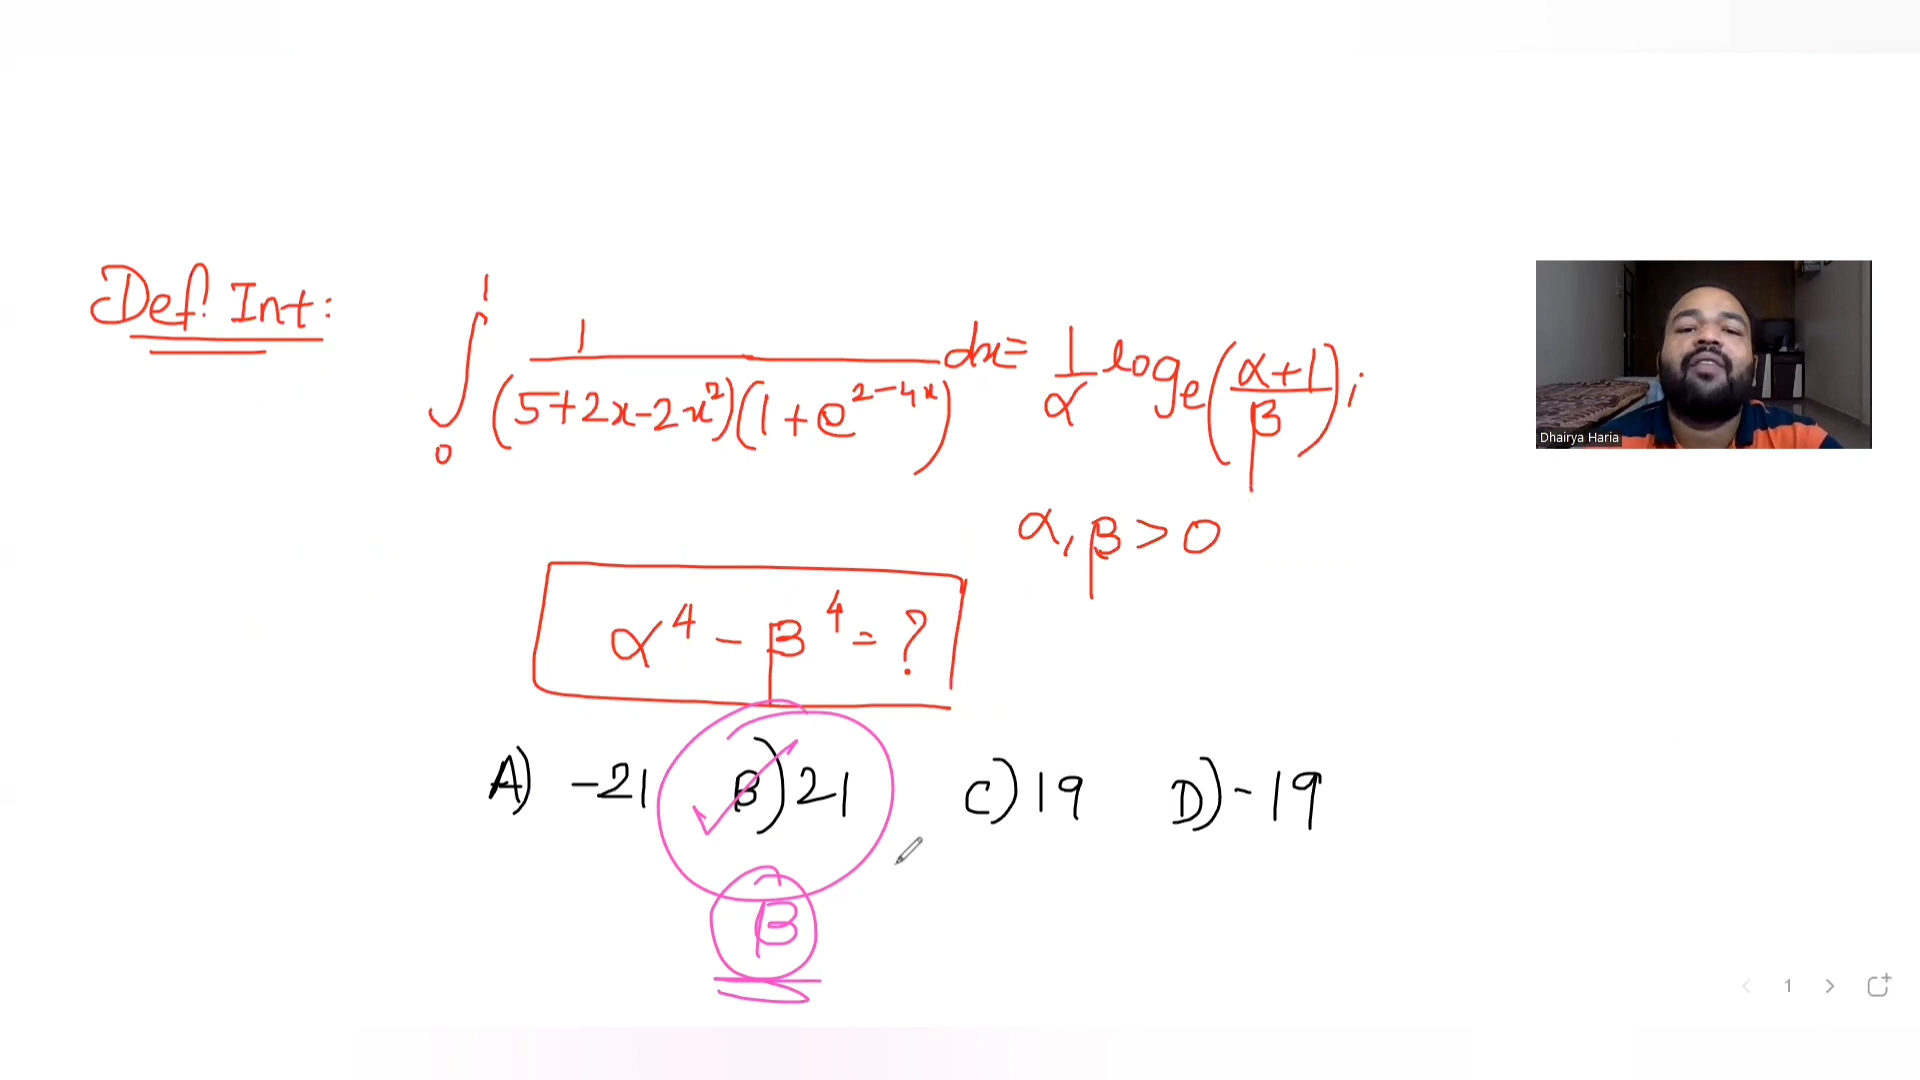 Def. Int: ∫₀¹ 1/((5+2x-2x²)(1+e^(2-4x))) dx = 1/α logₑ((α+1)/β);
α, β > 0
α⁴ - β⁴ = ?
A) -21 B) 21 C) 19 D) -19
B
Dhairya Haria
1